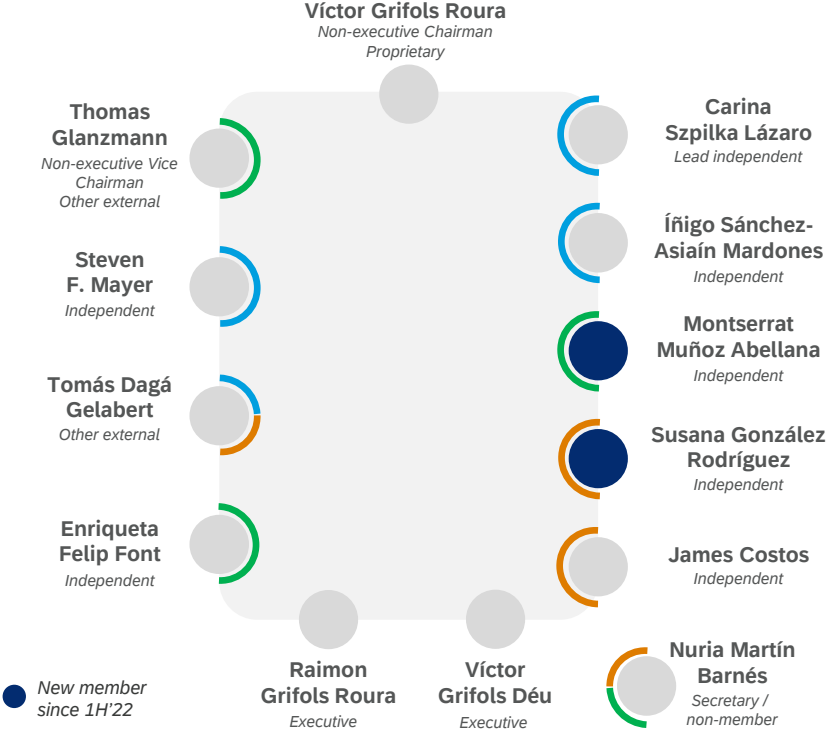 Víctor Grifols Roura
Non-executive Chairman
Proprietary
Thomas
Glanzmann
Non-executive Vice
Chairman
Other external
Steven
F. Mayer
Independent
Tomás Dagá
Gelabert
Other external
Enriqueta
Felip Font
Independent
Carina
Szpilka Lázaro
Lead independent
Íñigo Sánchez-
Asiaín Mardones
Independent
Montserrat
Muñoz Abellana
Independent
Susana González
Rodríguez
Independent
James Costos
Independent
Raimon
Grifols Roura
Executive
Víctor
Grifols Déu
Executive
Nuria Martín
Barnés
Secretary /
non-member
New member
since 1H'22